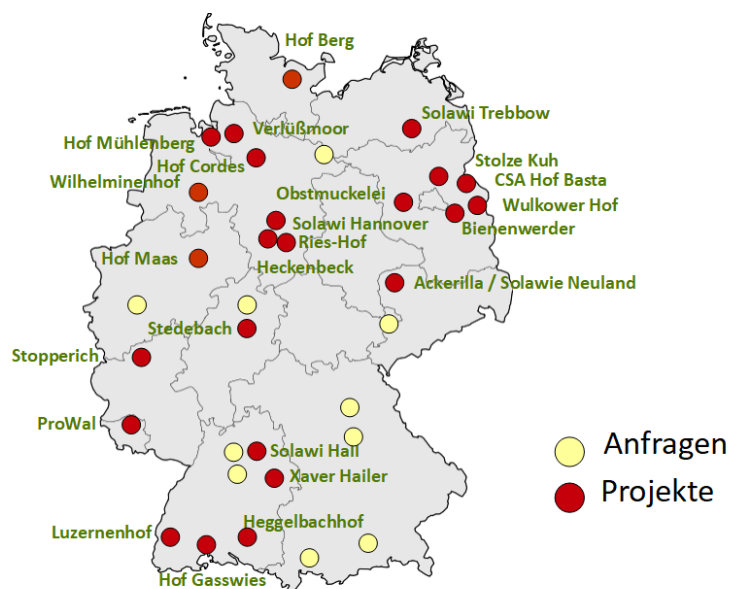 Hof Berg
Solawi Trebbow
Verlüßmoor
Hof Mühlenberg
Hof Cordes
Stolze Kuh
Wilhelminenhof
CSA Hof Basta
Obstmuckelei
Wulkower Hof
Solawi Hannover
Bienenwerder
Ries-Hof
Hof Maas
Heckenbeck
Ackerilla / Solawie Neuland
Stedebach
Stopperich
ProWal
Anfragen
Solawi Hall
Xaver Hailer
Projekte
Heggelbachhof
Luzernenhof
Hof Gasswies